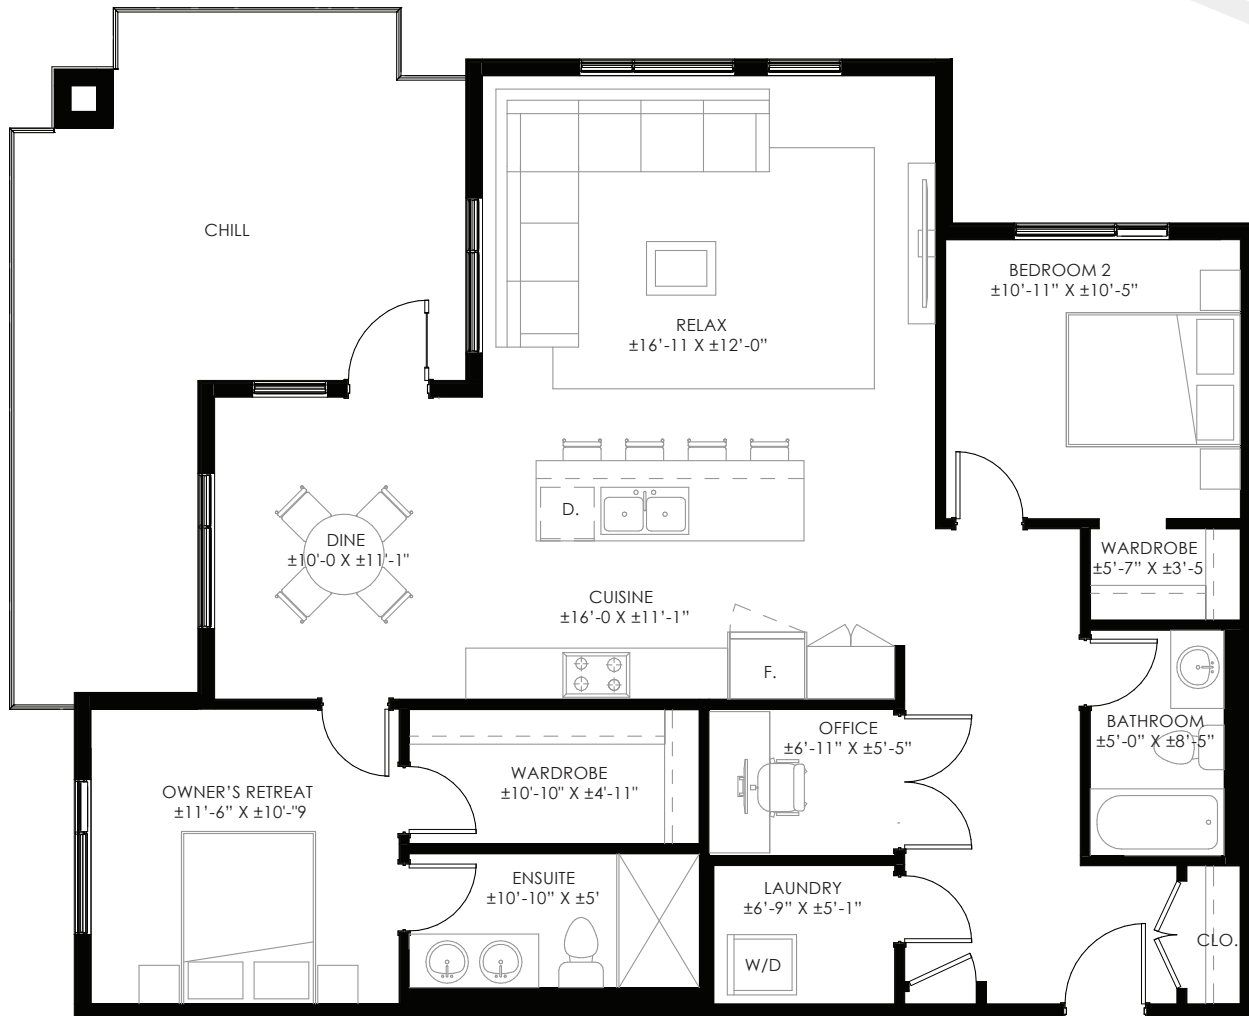 CHILL
BEDROOM 2
±10'-11” X ±10'-5”
RELAX
±16'-11 X ±12'-0”
D.
DINE
±10'-0 X ±11'-1"
WARDROBE
±5'-7” X ±3'-5
CUISINE
±16'-0 X ±11'-1”
F.
OFFICE
±6'-11” X ±5'-5”
BATHROOM
±5'-0” X ±8'-5”
WARDROBE
±10'-10" X ±4'-11"
OWNER'S RETREAT
±11'-6” X ±10'-"9
ENSUITE
±10'-10” X ±5'
LAUNDRY
±6'-9” X ±5'-1”
CLO.
W/D